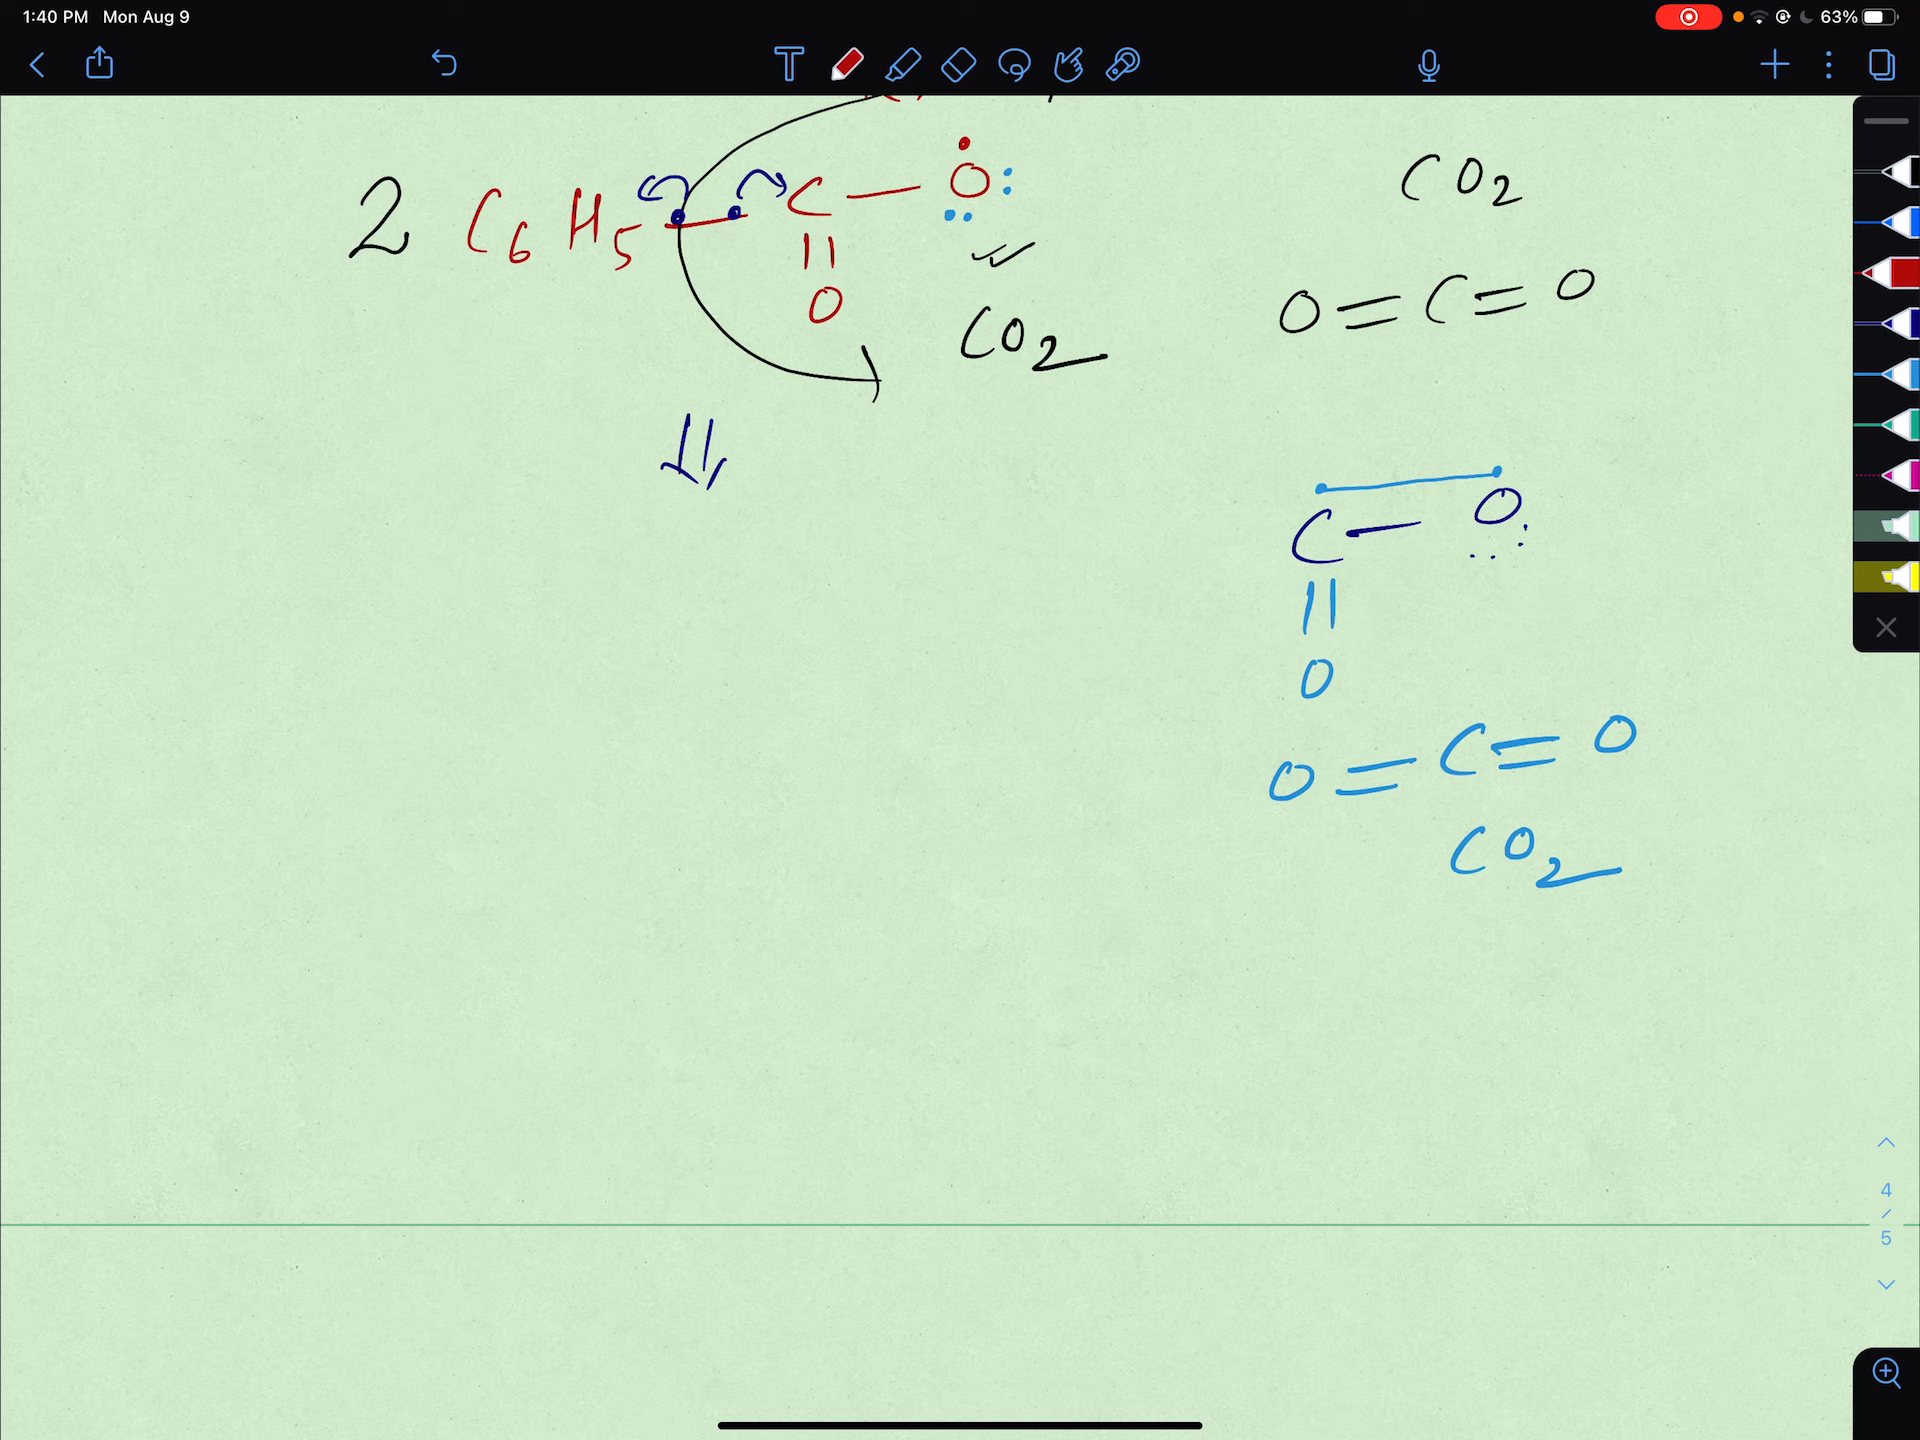 1:40 PM Mon Aug 9
63%
2 C6H5 — C — O
||
O
CO2
CO2
O = C = O
C — O
||
O
O = C = O
CO2
4
/
5